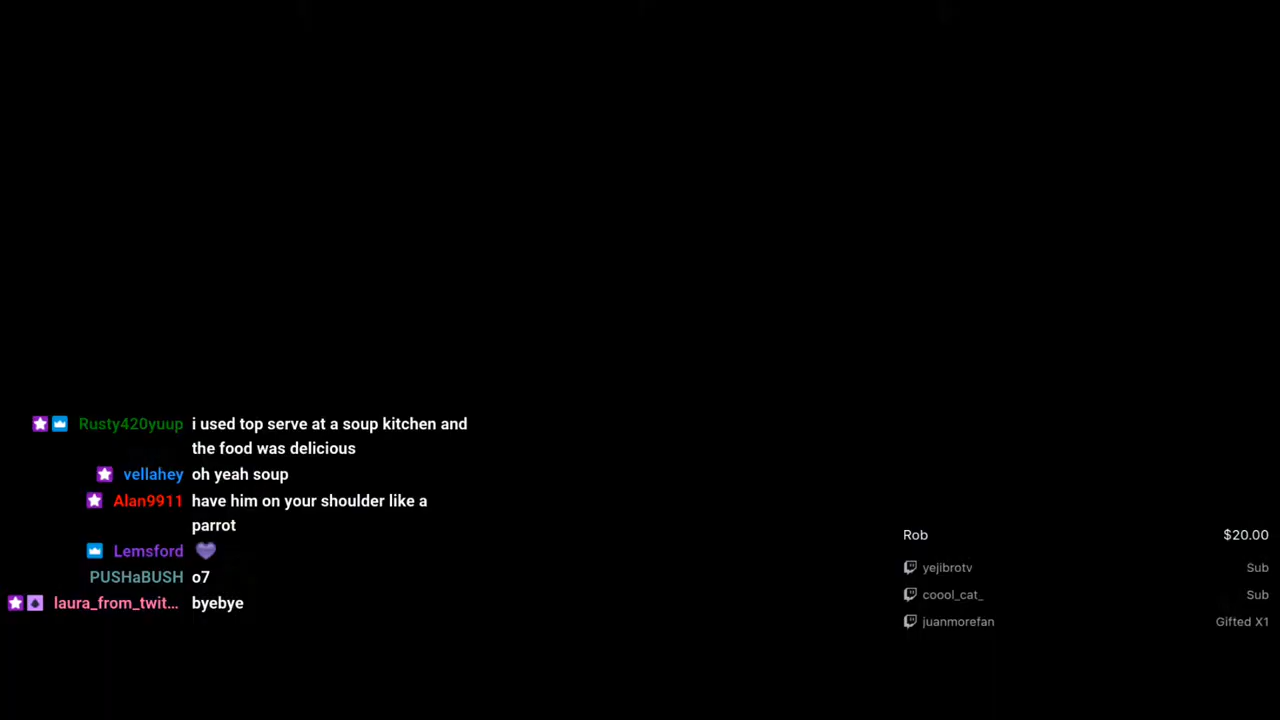 Rusty420yuup i used top serve at a soup kitchen and
the food was delicious
vellahey oh yeah soup
Alan9911 have him on your shoulder like a
parrot
Lemsford 💜
PUSHaBUSH o7
laura_from_twit... byebye
Rob $20.00
yejibrotv Sub
coool_cat_ Sub
juanmorefan Gifted X1